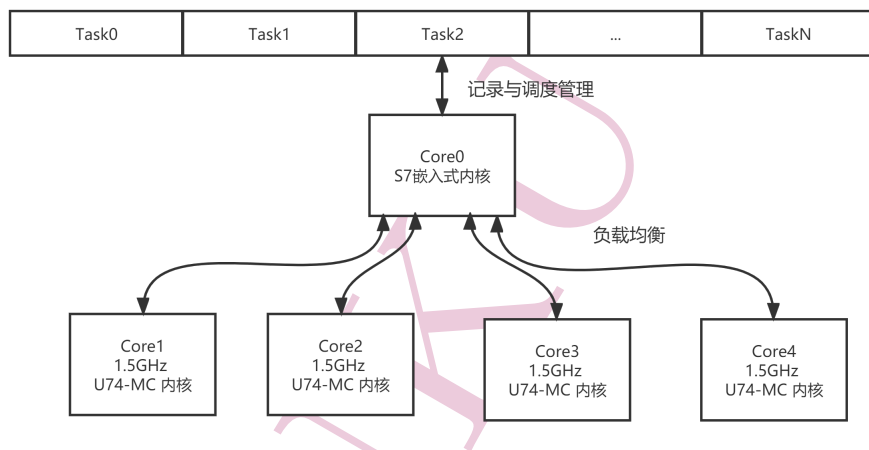 Task0 Task1 Task2 ... TaskN
记录与调度管理
Core0
S7嵌入式内核
负载均衡
Core1
1.5GHz
U74-MC 内核
Core2
1.5GHz
U74-MC 内核
Core3
1.5GHz
U74-MC 内核
Core4
1.5GHz
U74-MC 内核